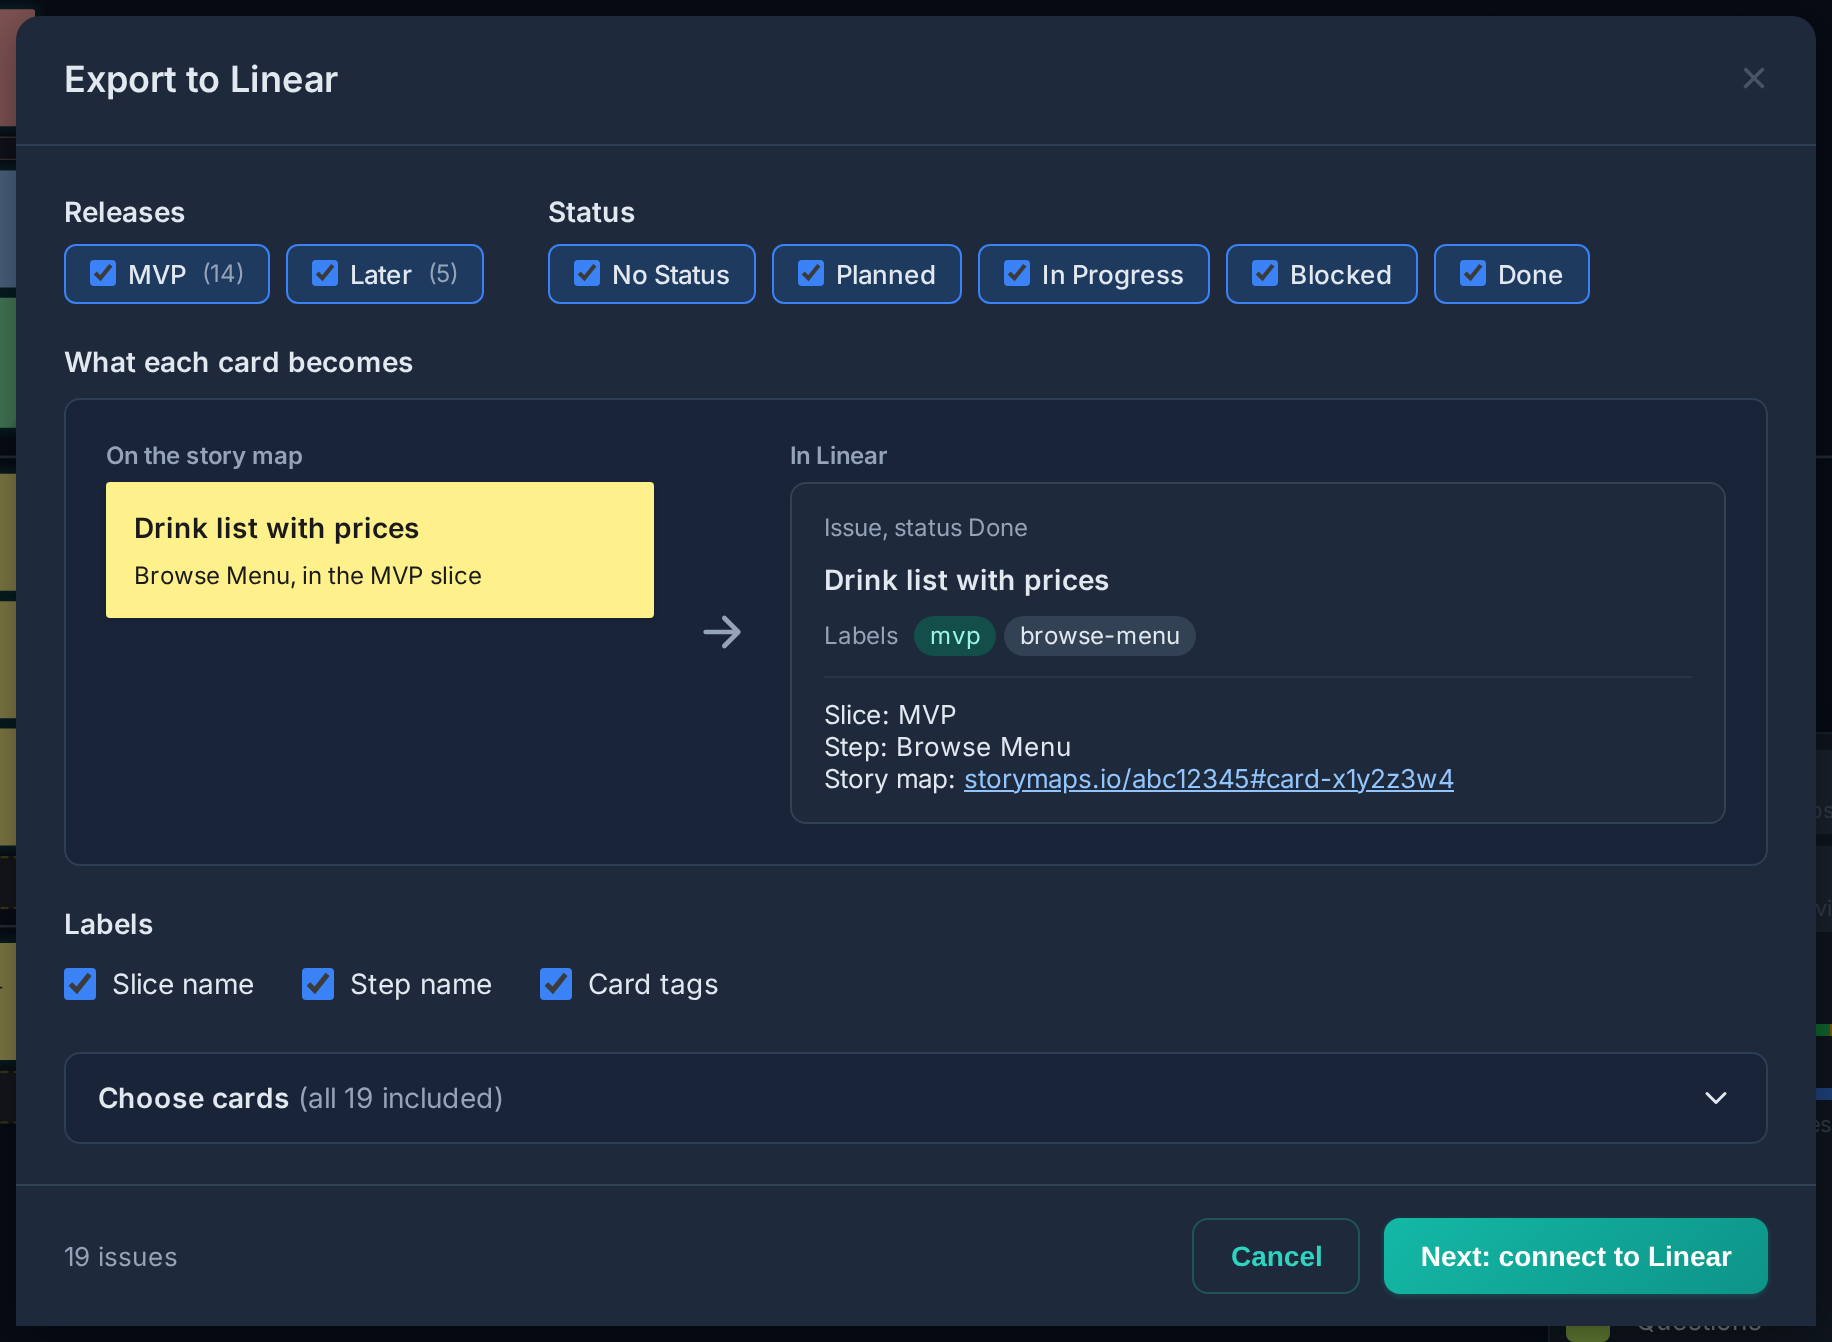 Export to Linear
Releases
Status
MVP (14)
Later (5)
No Status
Planned
In Progress
Blocked
Done
What each card becomes
On the story map
In Linear
Drink list with prices
Browse Menu, in the MVP slice
Issue, status Done
Drink list with prices
Labels mvp browse-menu
Slice: MVP
Step: Browse Menu
Story map: storymaps.io/abc12345#card-x1y2z3w4
Labels
Slice name
Step name
Card tags
Choose cards (all 19 included)
19 issues
Cancel
Next: connect to Linear
Questions